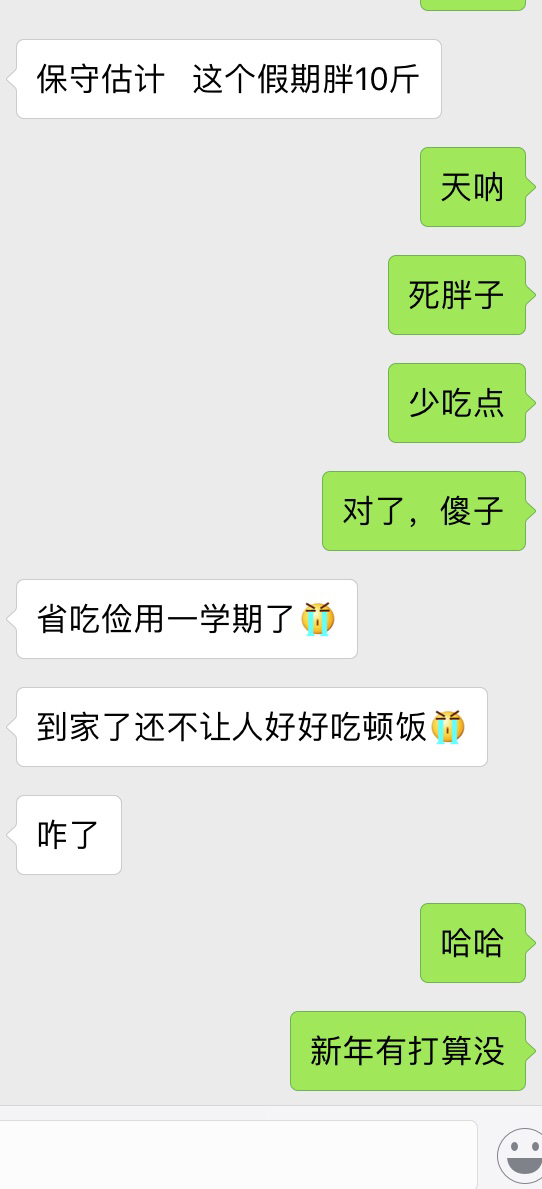 保守估计 这个假期胖10斤
天呐
死胖子
少吃点
对了，傻子
省吃俭用一学期了😭
到家了还不让人好好吃顿饭😭
咋了
哈哈
新年有打算没